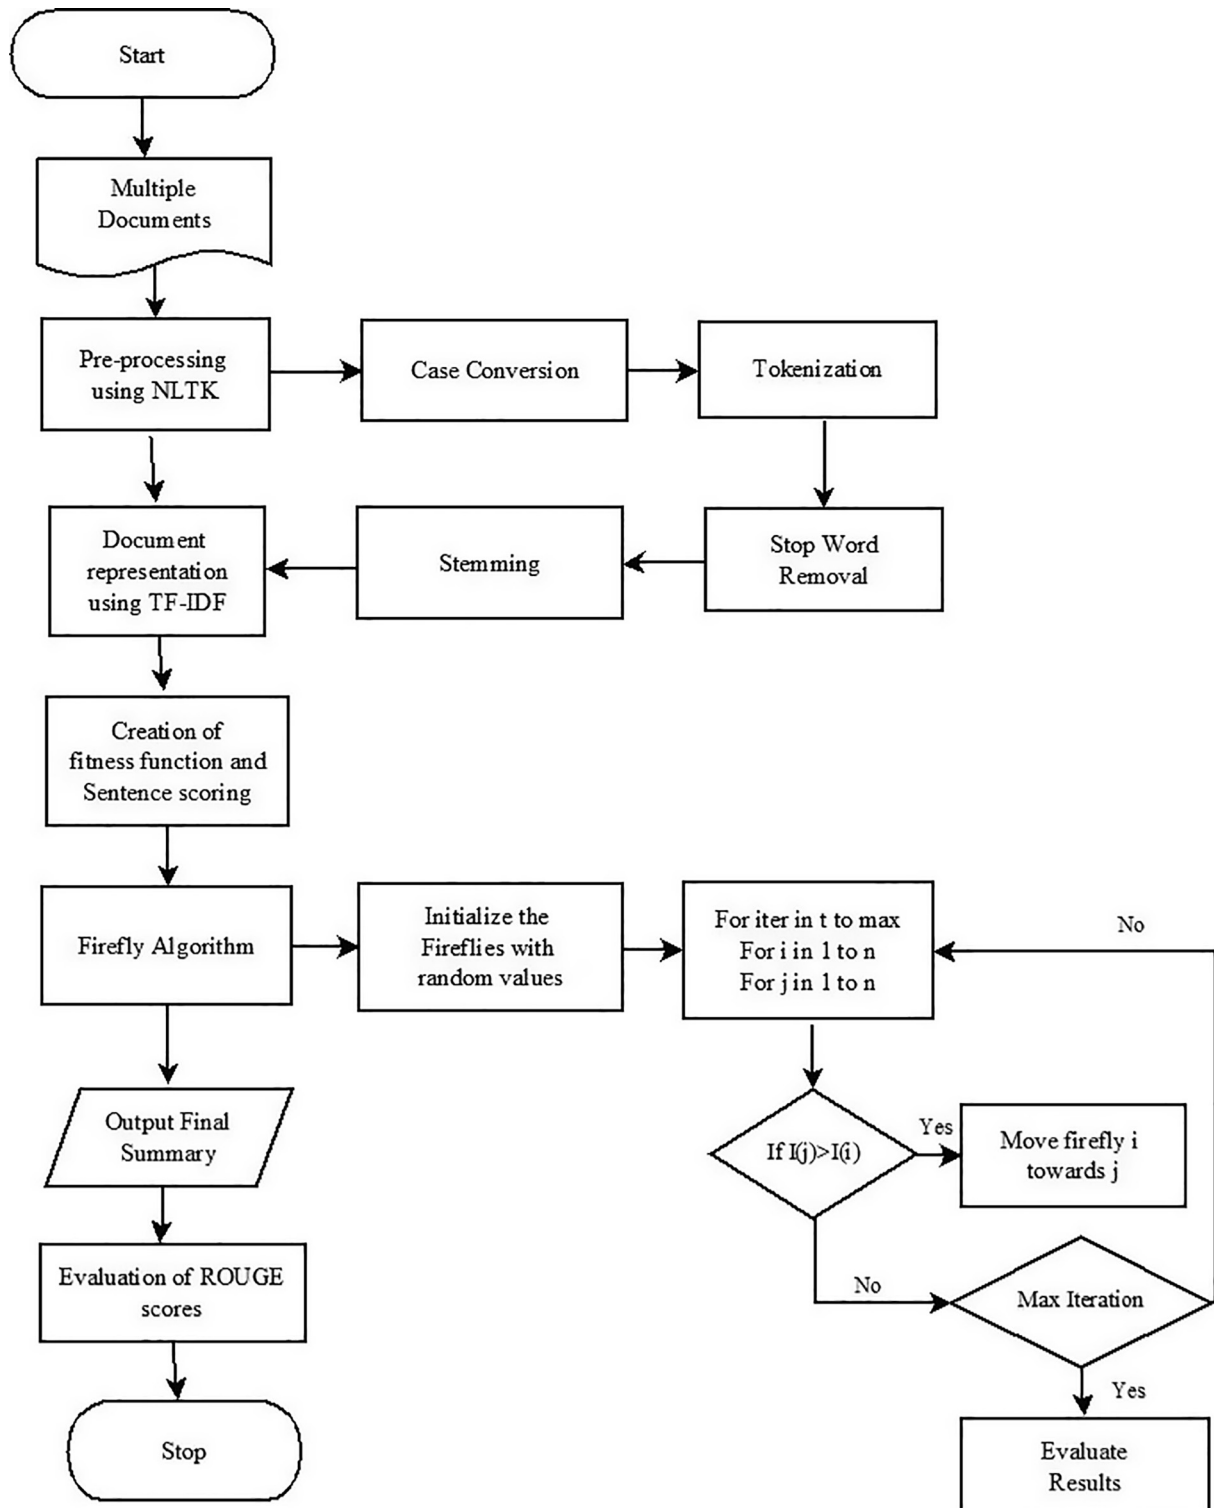 Start
Multiple
Documents
Pre-processing
using NLTK
Case Conversion
Tokenization
Document
representation
using TF-IDF
Stemming
Stop Word
Removal
Creation of
fitness function and
Sentence scoring
Firefly Algorithm
Initialize the
Fireflies with
random values
For iter in t to max
For i in 1 to n
For j in 1 to n
No
Output Final
Summary
If I(j)>I(i)
Yes
Move firefly i
towards j
Evaluation of ROUGE
scores
No
Max Iteration
Yes
Stop
Evaluate
Results